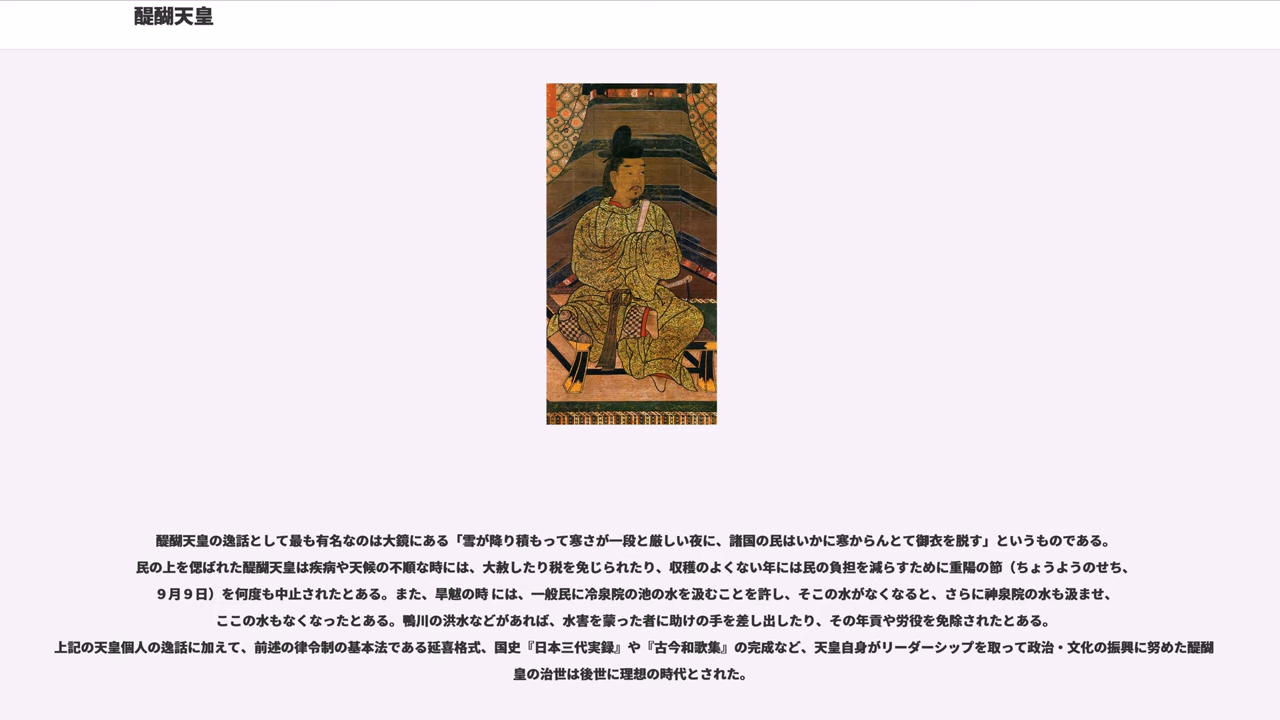 醍醐天皇
醍醐天皇の逸話として最も有名なのは大鏡にある「雪が降り積もって寒さが一段と厳しい夜に、諸国の民はいかに寒からんとて御衣を脱す」というものである。
民の上を偲ばれた醍醐天皇は疾病や天候の不順な時には、大赦したり税を免じられたり、収穫のよくない年には民の負担を減らすために重陽の節（ちょうようのせち、
９月９日）を何度も中止されたとある。また、旱魃の時 には、一般民に冷泉院の池の水を汲むことを許し、そこの水がなくなると、さらに神泉院の水も汲ませ、
ここの水もなくなったとある。鴨川の洪水などがあれば、水害を蒙った者に助けの手を差し出したり、その年貢や労役を免除されたとある。
上記の天皇個人の逸話に加えて、前述の律令制の基本法である延喜格式、国史『日本三代実録』や『古今和歌集』の完成など、天皇自身がリーダーシップを取って政治・文化の振興に努めた醍醐
皇の治世は後世に理想の時代とされた。